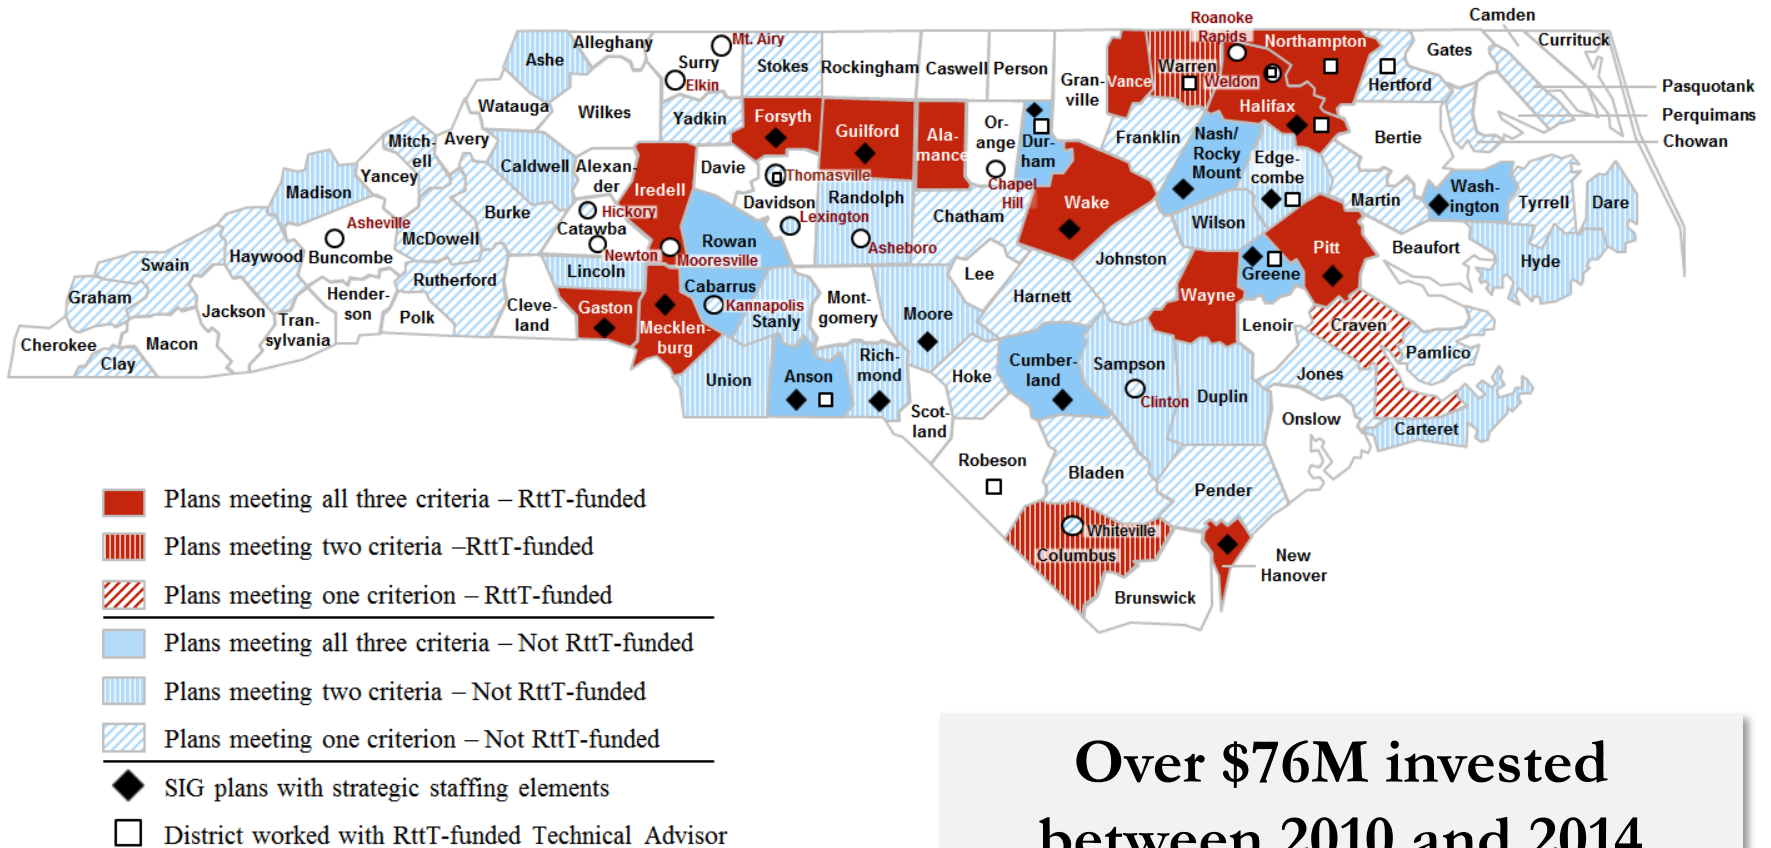 Roanoke
Rapids
Camden
Currituck
Alleghany
Mt. Airy
Northampton
Gates
Ashe
Surry
Stokes
Rockingham
Caswell
Person
Gran-
ville
Vance
Warren
Weldon
Hertford
Pasquotank
Elkin
Watauga
Wilkes
Yadkin
Forsyth
Guilford
Ala-
mance
Or-
ange
Dur-
ham
Franklin
Nash/
Rocky
Mount
Halifax
Bertie
Perquimans
Chowan
Mitch-
ell
Avery
Caldwell
Alexan-
der
Iredell
Davie
Thomasville
Edge-
combe
Madison
Yancey
Burke
Hickory
Catawba
Davidson
Randolph
Lexington
Chapel
Hill
Chatham
Wake
Wilson
Martin
Wash-
ington
Tyrrell
Dare
Asheville
Buncombe
McDowell
Newton
Mooresville
Rowan
Asheboro
Johnston
Greene
Pitt
Beaufort
Hyde
Swain
Haywood
Rutherford
Lincoln
Cabarrus
Kannapolis
Lee
Harnett
Wayne
Graham
Jackson
Hender-
son
Polk
Cleve-
land
Gaston
Mecklen-
burg
Stanly
Mont-
gomery
Moore
Lenoir
Craven
Pamlico
Cherokee
Macon
Tran-
sylvania
Clay
Union
Anson
Rich-
mond
Hoke
Cumber-
land
Sampson
Clinton
Duplin
Jones
Onslow
Carteret
Scot-
land
Robeson
Bladen
Pender
Whiteville
Columbus
Brunswick
New
Hanover
Plans meeting all three criteria – RttT-funded
Plans meeting two criteria –RttT-funded
Plans meeting one criterion – RttT-funded
Plans meeting all three criteria – Not RttT-funded
Plans meeting two criteria – Not RttT-funded
Plans meeting one criterion – Not RttT-funded
SIG plans with strategic staffing elements
District worked with RttT-funded Technical Advisor
Over $76M invested
between 2010 and 2014